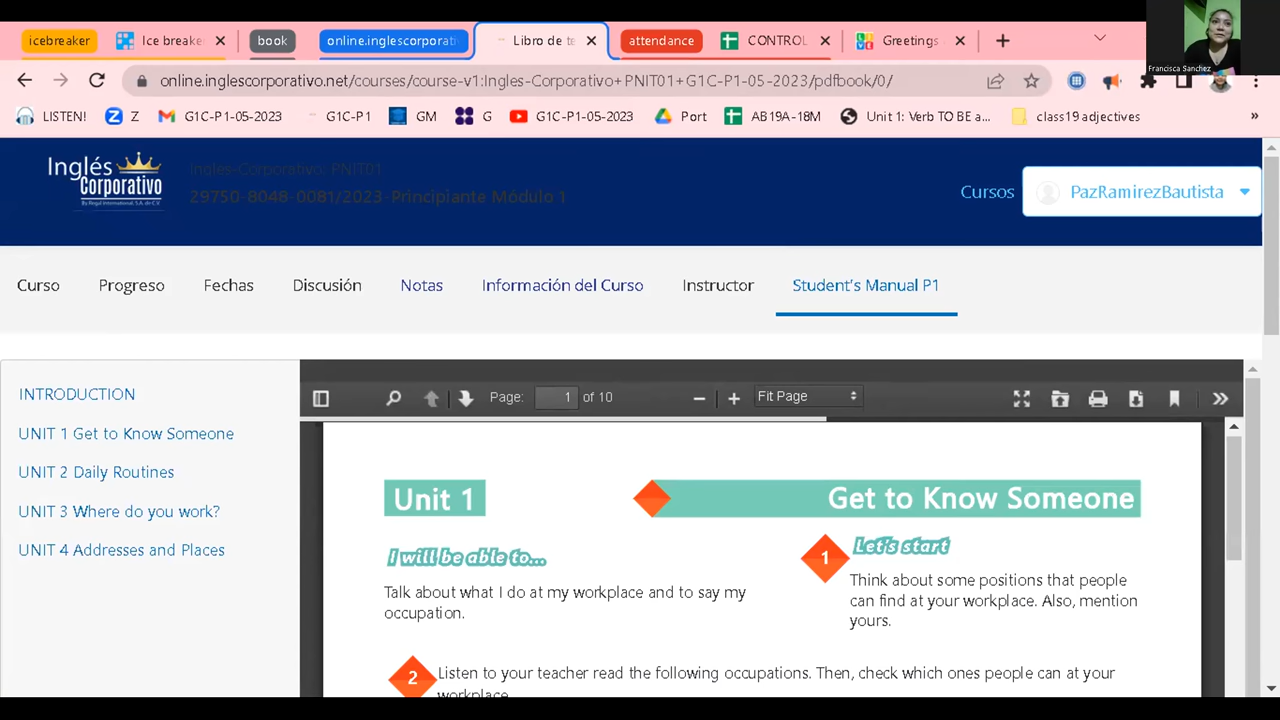 icebreaker
Ice breake
book
online.inglescorporati
Libro de te
attendance
CONTROL
Greetings
Francisca Sanchez
online.inglescorporativo.net/courses/course-v1:Ingles-Corporativo+PNIT01+G1C-P1-05-2023/pdfbook/0/
LISTEN!
Z
G1C-P1-05-2023
G1C-P1
GM
G
G1C-P1-05-2023
Port
AB19A-18M
Unit 1: Verb TO BE a...
class19 adjectives
»
Inglés
Corporativo
By Regal International, S.A. de C.V.
Ingles-Corporativo: PNIT01
29750-8048-0081/2023-Principiante Módulo 1
Cursos
PazRamirezBautista
Curso
Progreso
Fechas
Discusión
Notas
Información del Curso
Instructor
Student's Manual P1
INTRODUCTION
UNIT 1 Get to Know Someone
UNIT 2 Daily Routines
UNIT 3 Where do you work?
UNIT 4 Addresses and Places
Page: 1 of 10
Fit Page
Unit 1
Get to Know Someone
I will be able to...
Talk about what I do at my workplace and to say my
occupation.
1
Let's start
Think about some positions that people
can find at your workplace. Also, mention
yours.
2
Listen to your teacher read the following occupations. Then, check which ones people can at your
workplace